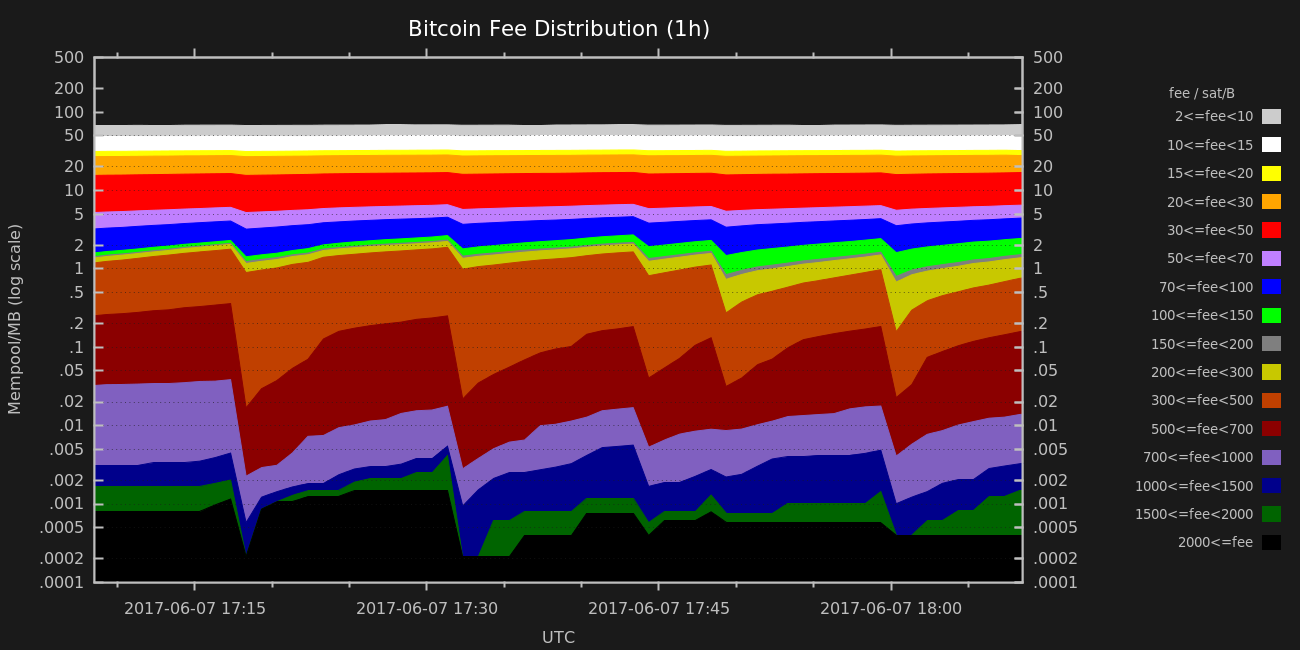 Bitcoin Fee Distribution (1h)
Mempool/MB (log scale)
500
200
100
50
20
10
5
2
1
.5
.2
.1
.05
.02
.01
.005
.002
.001
.0005
.0002
.0001
500
200
100
50
20
10
5
2
1
.5
.2
.1
.05
.02
.01
.005
.002
.001
.0005
.0002
.0001
2017-06-07 17:15 2017-06-07 17:30 2017-06-07 17:45 2017-06-07 18:00
UTC
fee / sat/B
2<=fee<10
10<=fee<15
15<=fee<20
20<=fee<30
30<=fee<50
50<=fee<70
70<=fee<100
100<=fee<150
150<=fee<200
200<=fee<300
300<=fee<500
500<=fee<700
700<=fee<1000
1000<=fee<1500
1500<=fee<2000
2000<=fee